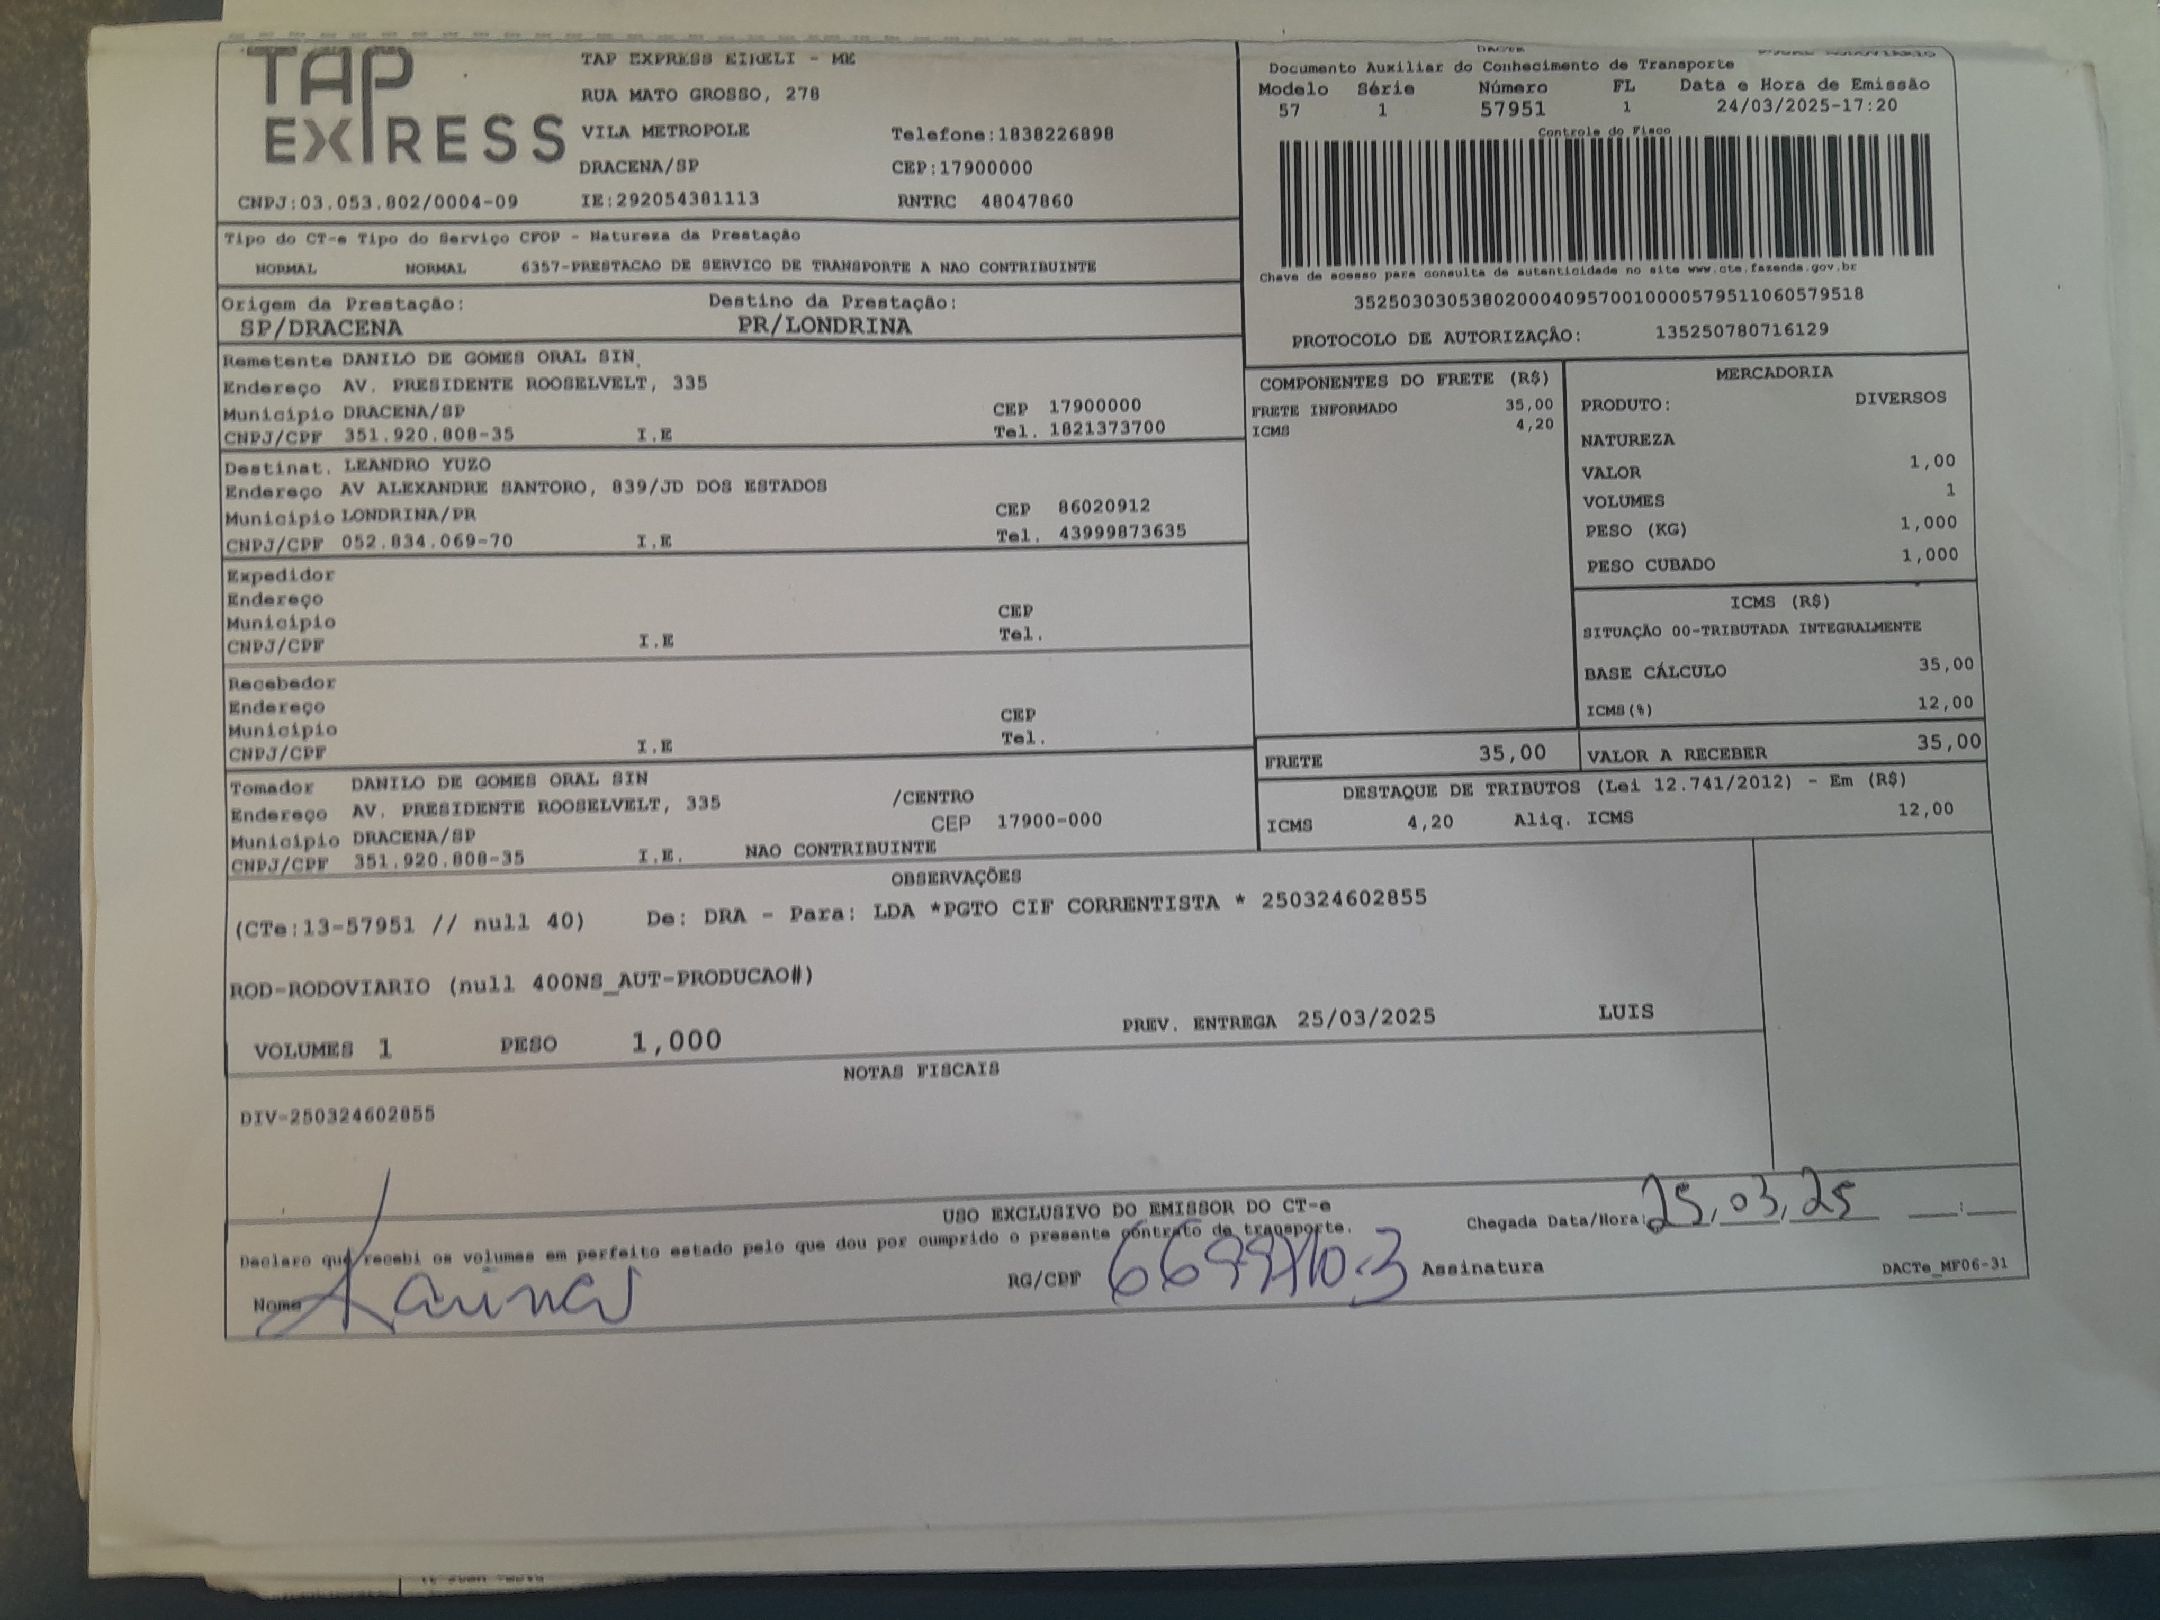 TAP
EXPRESS
TAP EXPRESS EIRELI - ME
RUA MATO GROSSO, 278
VILA METROPOLE Telefone:1838226898
DRACENA/SP CEP:17900000
CNPJ:03.053.802/0004-09 IE:292054381113 RNTRC 48047860
DACTE
Documento Auxiliar do Conhecimento de Transporte
Modelo Série Número FL Data e Hora de Emissão
57 1 57951 1 24/03/2025-17:20
Controle do Fisco
Chave de acesso para consulta de autenticidade no site www.cte.fazenda.gov.br
35250303053802000409570010000579511060579518
PROTOCOLO DE AUTORIZAÇÃO: 135250780716129
Tipo do CT-e Tipo do Serviço CFOP - Natureza da Prestação
NORMAL NORMAL 6357-PRESTACAO DE SERVICO DE TRANSPORTE A NAO CONTRIBUINTE
Origem da Prestação: Destino da Prestação:
SP/DRACENA PR/LONDRINA
Remetente DANILO DE GOMES ORAL SIN
Endereço AV. PRESIDENTE ROOSELVELT, 335
Município DRACENA/SP CEP 17900000
CNPJ/CPF 351.920.808-35 I.E Tel. 1821373700
Destinat. LEANDRO YUZO
Endereço AV ALEXANDRE SANTORO, 839/JD DOS ESTADOS
Município LONDRINA/PR CEP 86020912
CNPJ/CPF 052.834.069-70 I.E Tel. 43999873635
Expedidor
Endereço
Município CEP
CNPJ/CPF I.E Tel.
Recebedor
Endereço
Município CEP
CNPJ/CPF I.E Tel.
Tomador DANILO DE GOMES ORAL SIN
Endereço AV. PRESIDENTE ROOSELVELT, 335 /CENTRO
Município DRACENA/SP CEP 17900-000
CNPJ/CPF 351.920.808-35 I.E. NAO CONTRIBUINTE
COMPONENTES DO FRETE (R$)
FRETE INFORMADO 35,00
ICMS 4,20
MERCADORIA
PRODUTO: DIVERSOS
NATUREZA
VALOR 1,00
VOLUMES 1
PESO (KG) 1,000
PESO CUBADO 1,000
ICMS (R$)
SITUAÇÃO 00-TRIBUTADA INTEGRALMENTE
BASE CÁLCULO 35,00
ICMS(%) 12,00
FRETE 35,00 VALOR A RECEBER 35,00
DESTAQUE DE TRIBUTOS (Lei 12.741/2012) - Em (R$)
ICMS 4,20 Aliq. ICMS 12,00
OBSERVAÇÕES
(CTe:13-57951 // null 40) De: DRA - Para: LDA *PGTO CIF CORRENTISTA * 250324602855
ROD-RODOVIARIO (null 400NS_AUT-PRODUCAO#)
PREV. ENTREGA 25/03/2025 LUIS
VOLUMES 1 PESO 1,000
NOTAS FISCAIS
DIV-250324602855
USO EXCLUSIVO DO EMISSOR DO CT-e
Declaro que recebi os volumes em perfeito estado pelo que dou por cumprido o presente contrato de transporte.
Chegada Data/Hora: 25, 03, 25 :
Nome RG/CPF Assinatura
DACTe_MF06-31